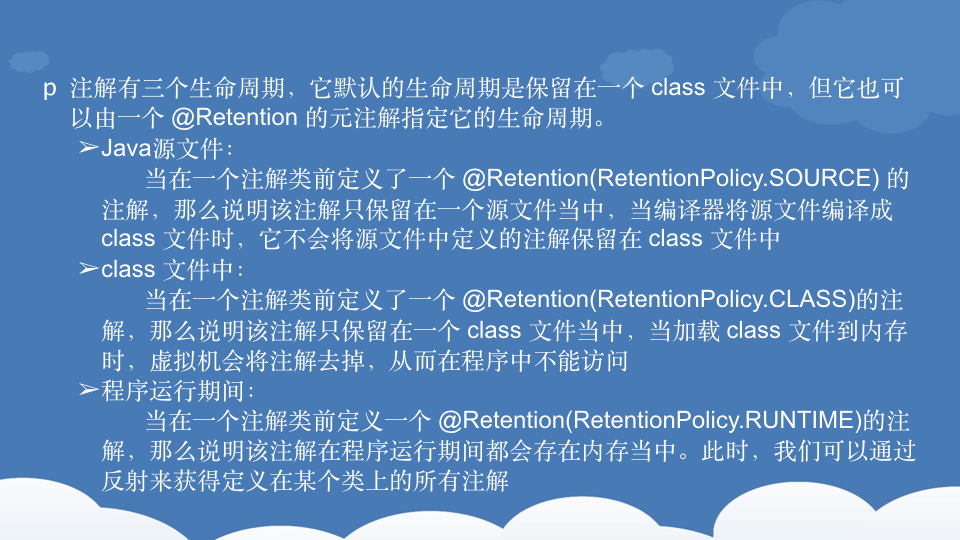 p 注解有三个生命周期，它默认的生命周期是保留在一个 class 文件中，但它也可
以由一个 @Retention 的元注解指定它的生命周期。
➢Java源文件：
当在一个注解类前定义了一个 @Retention(RetentionPolicy.SOURCE) 的
注解，那么说明该注解只保留在一个源文件当中，当编译器将源文件编译成
class 文件时，它不会将源文件中定义的注解保留在 class 文件中
➢class 文件中：
当在一个注解类前定义了一个 @Retention(RetentionPolicy.CLASS)的注
解，那么说明该注解只保留在一个 class 文件当中，当加载 class 文件到内存
时，虚拟机会将注解去掉，从而在程序中不能访问
➢程序运行期间：
当在一个注解类前定义一个 @Retention(RetentionPolicy.RUNTIME)的注
解，那么说明该注解在程序运行期间都会存在内存当中。此时，我们可以通过
反射来获得定义在某个类上的所有注解